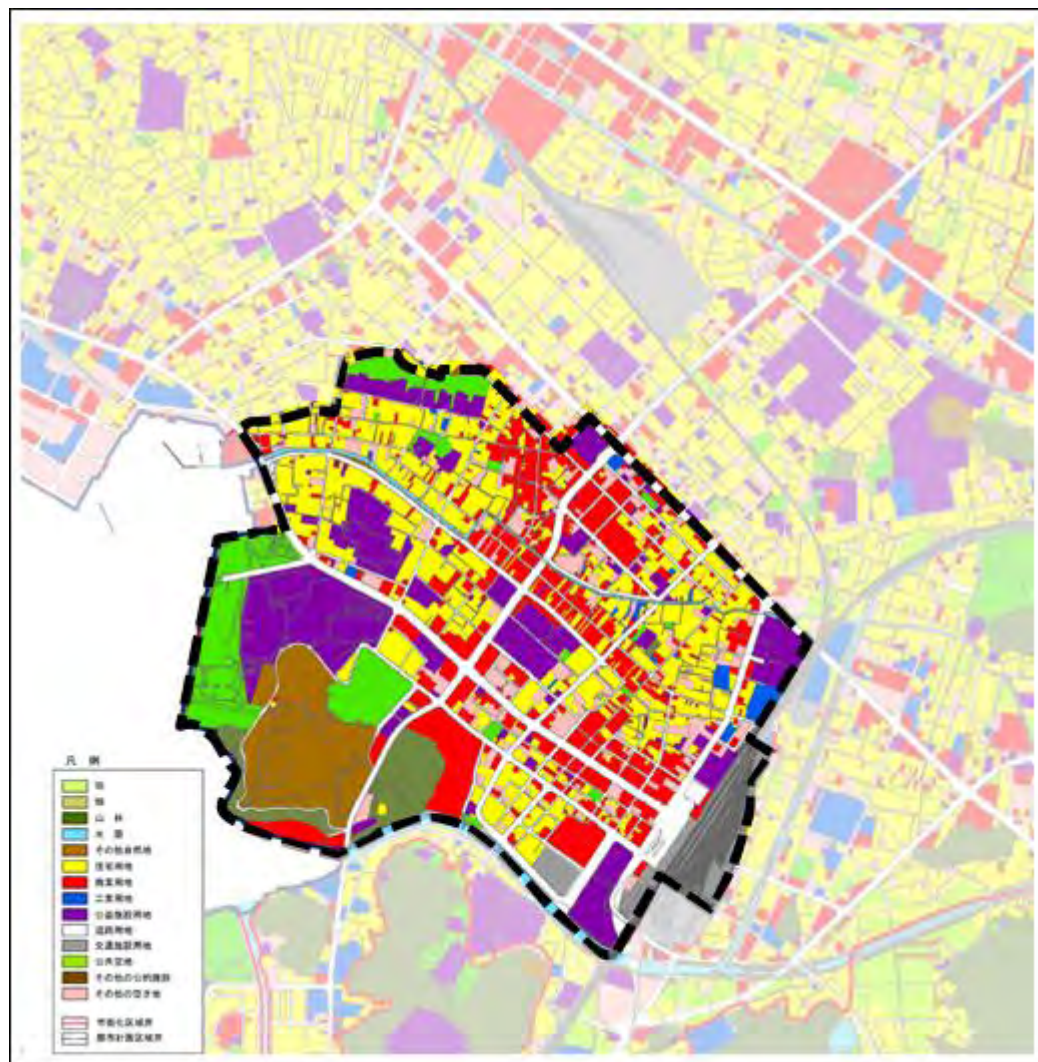 凡 例
田
畑
山 林
水 面
その他自然地
住宅用地
商業用地
工業用地
公益施設用地
道路用地
交通施設用地
公共空地
その他の公的施設
その他の空き地
市街化区域界
都市計画区域界